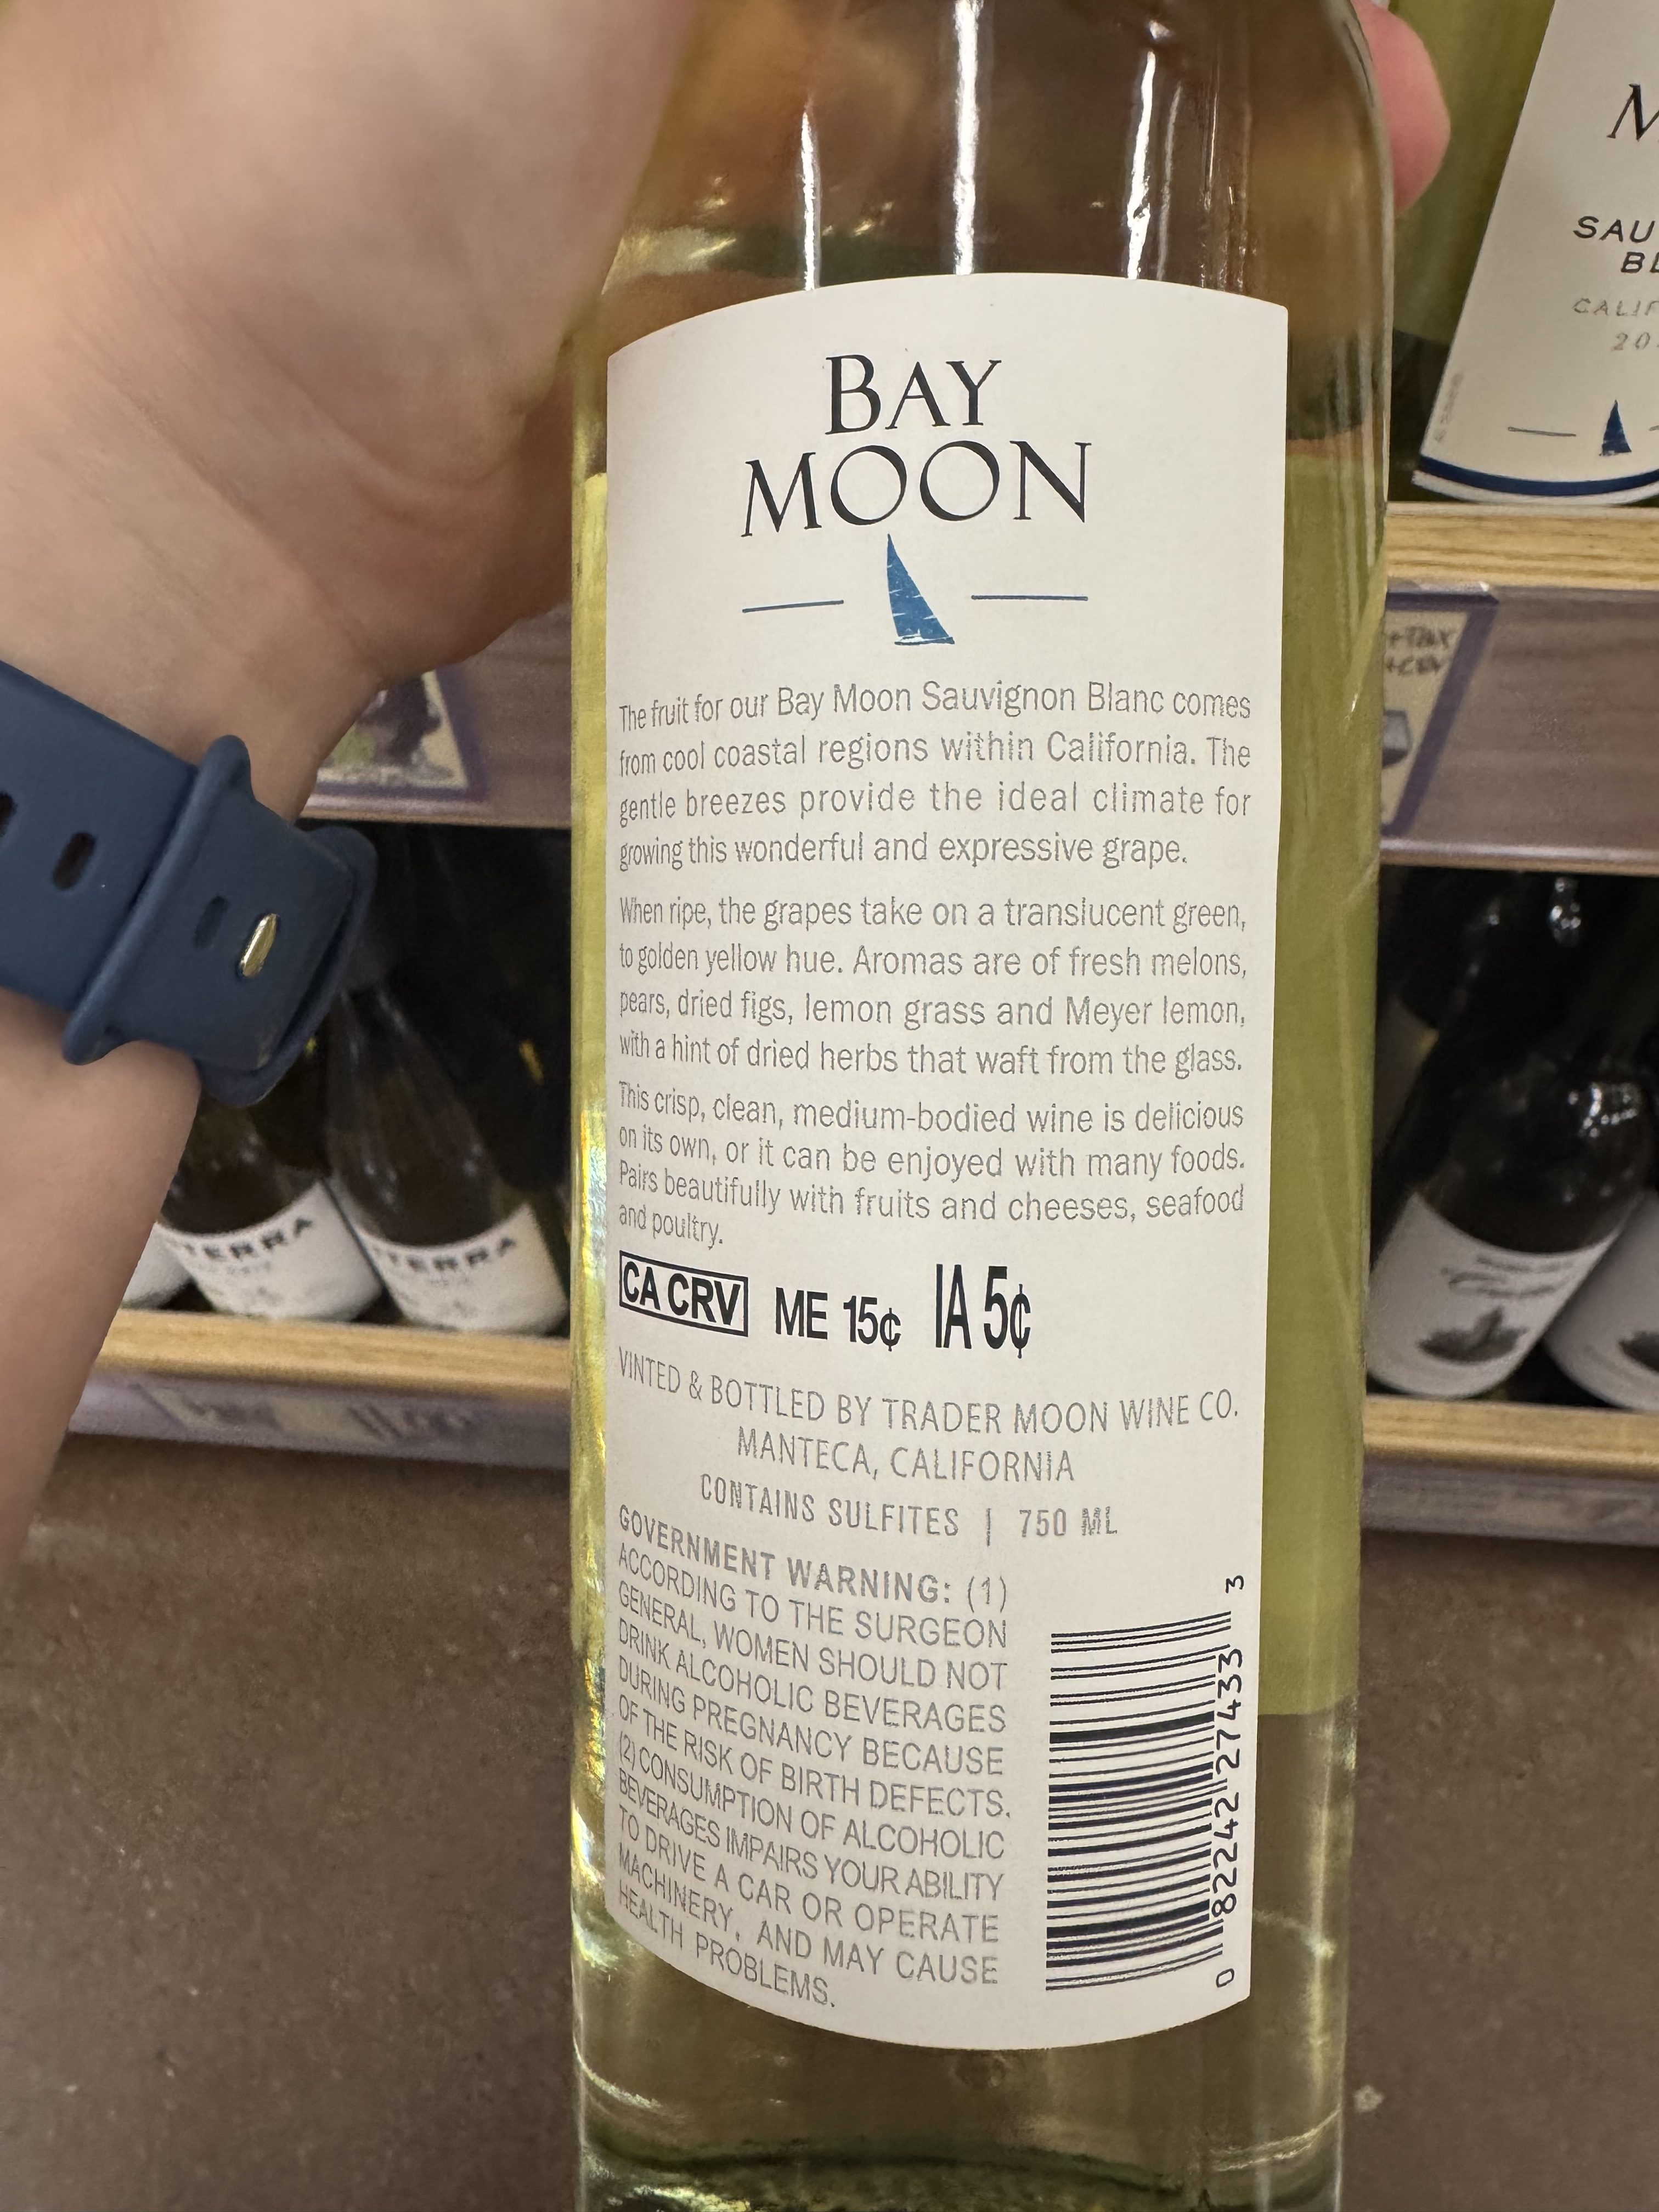 BAY
MOON
The fruit for our Bay Moon Sauvignon Blanc comes
from cool coastal regions within California. The
gentle breezes provide the ideal climate for
growing this wonderful and expressive grape.
When ripe, the grapes take on a translucent green,
to golden yellow hue. Aromas are of fresh melons,
pears, dried figs, lemon grass and Meyer lemon,
with a hint of dried herbs that waft from the glass.
This crisp, clean, medium-bodied wine is delicious
on its own, or it can be enjoyed with many foods.
Pairs beautifully with fruits and cheeses, seafood
and poultry.
CA CRV ME 15¢ IA 5¢
VINTED & BOTTLED BY TRADER MOON WINE CO.
MANTECA, CALIFORNIA
CONTAINS SULFITES | 750 ML
GOVERNMENT WARNING: (1)
ACCORDING TO THE SURGEON
GENERAL, WOMEN SHOULD NOT
DRINK ALCOHOLIC BEVERAGES
DURING PREGNANCY BECAUSE
OF THE RISK OF BIRTH DEFECTS.
(2) CONSUMPTION OF ALCOHOLIC
BEVERAGES IMPAIRS YOUR ABILITY
TO DRIVE A CAR OR OPERATE
MACHINERY, AND MAY CAUSE
HEALTH PROBLEMS.
0 82242 27433 3
M
SAU
BL
CALIF
20
+TAX
+CRV
TERRA
TERRA